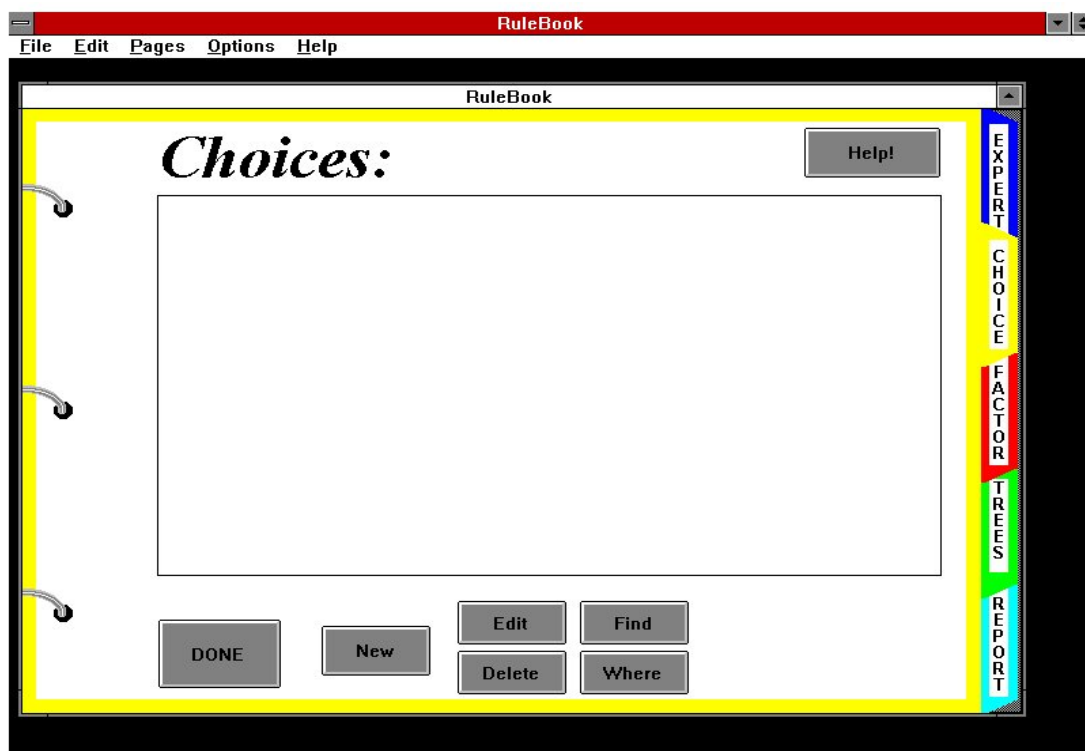 RuleBook
File Edit Pages Options Help
RuleBook
Choices:
Help!
EXPERT
CHOICE
FACTOR
TREES
REPORT
DONE
New
Edit
Find
Delete
Where